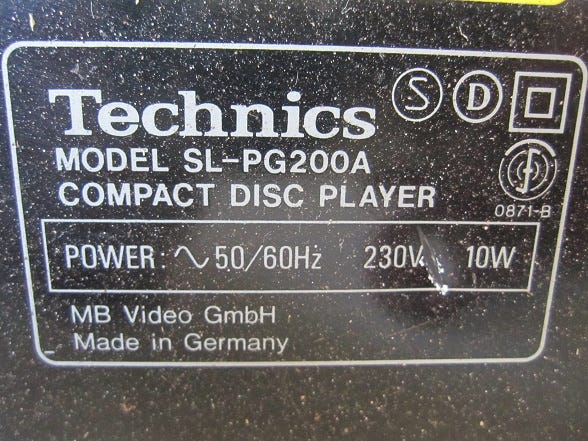 Technics
S D
MODEL SL-PG200A
COMPACT DISC PLAYER
0871-B
POWER: ∿ 50/60Hz 230V 10W
MB Video GmbH
Made in Germany